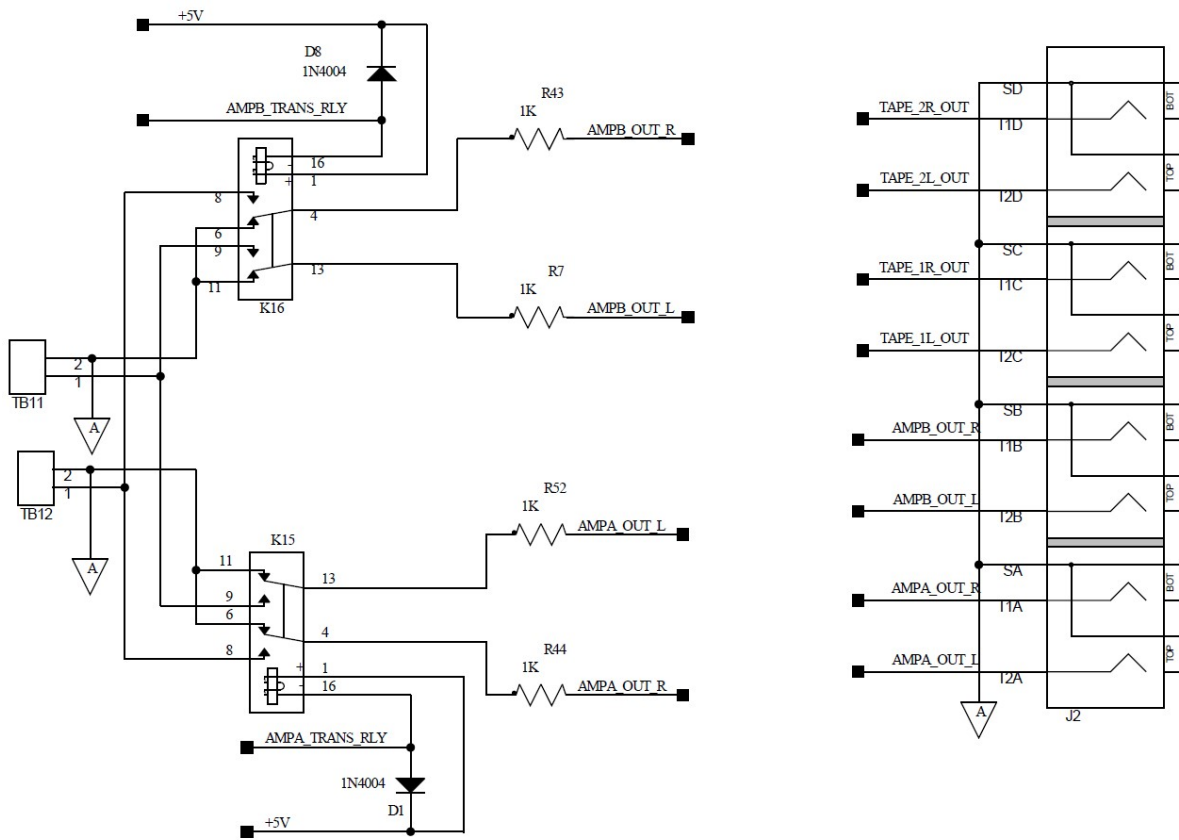 +5V
D8
1N4004
AMPB_TRANS_RLY
R43
1K
AMPB_OUT_R
- 16
+ 1
8
4
6
9
13
11
K16
R7
1K
AMPB_OUT_L
2
1
TB11
A
2
1
TB12
A
R52
1K
AMPA_OUT_L
K15
11
13
9
6
4
8
R44
1K
AMPA_OUT_R
+ 1
- 16
AMPA_TRANS_RLY
1N4004
D1
+5V
SD
BOT
TAPE_2R_OUT
T1D
TOP
TAPE_2L_OUT
T2D
SC
BOT
TAPE_1R_OUT
T1C
TOP
TAPE_1L_OUT
T2C
SB
BOT
AMPB_OUT_R
T1B
TOP
AMPB_OUT_L
T2B
SA
BOT
AMPA_OUT_R
T1A
TOP
AMPA_OUT_L
T2A
A
J2